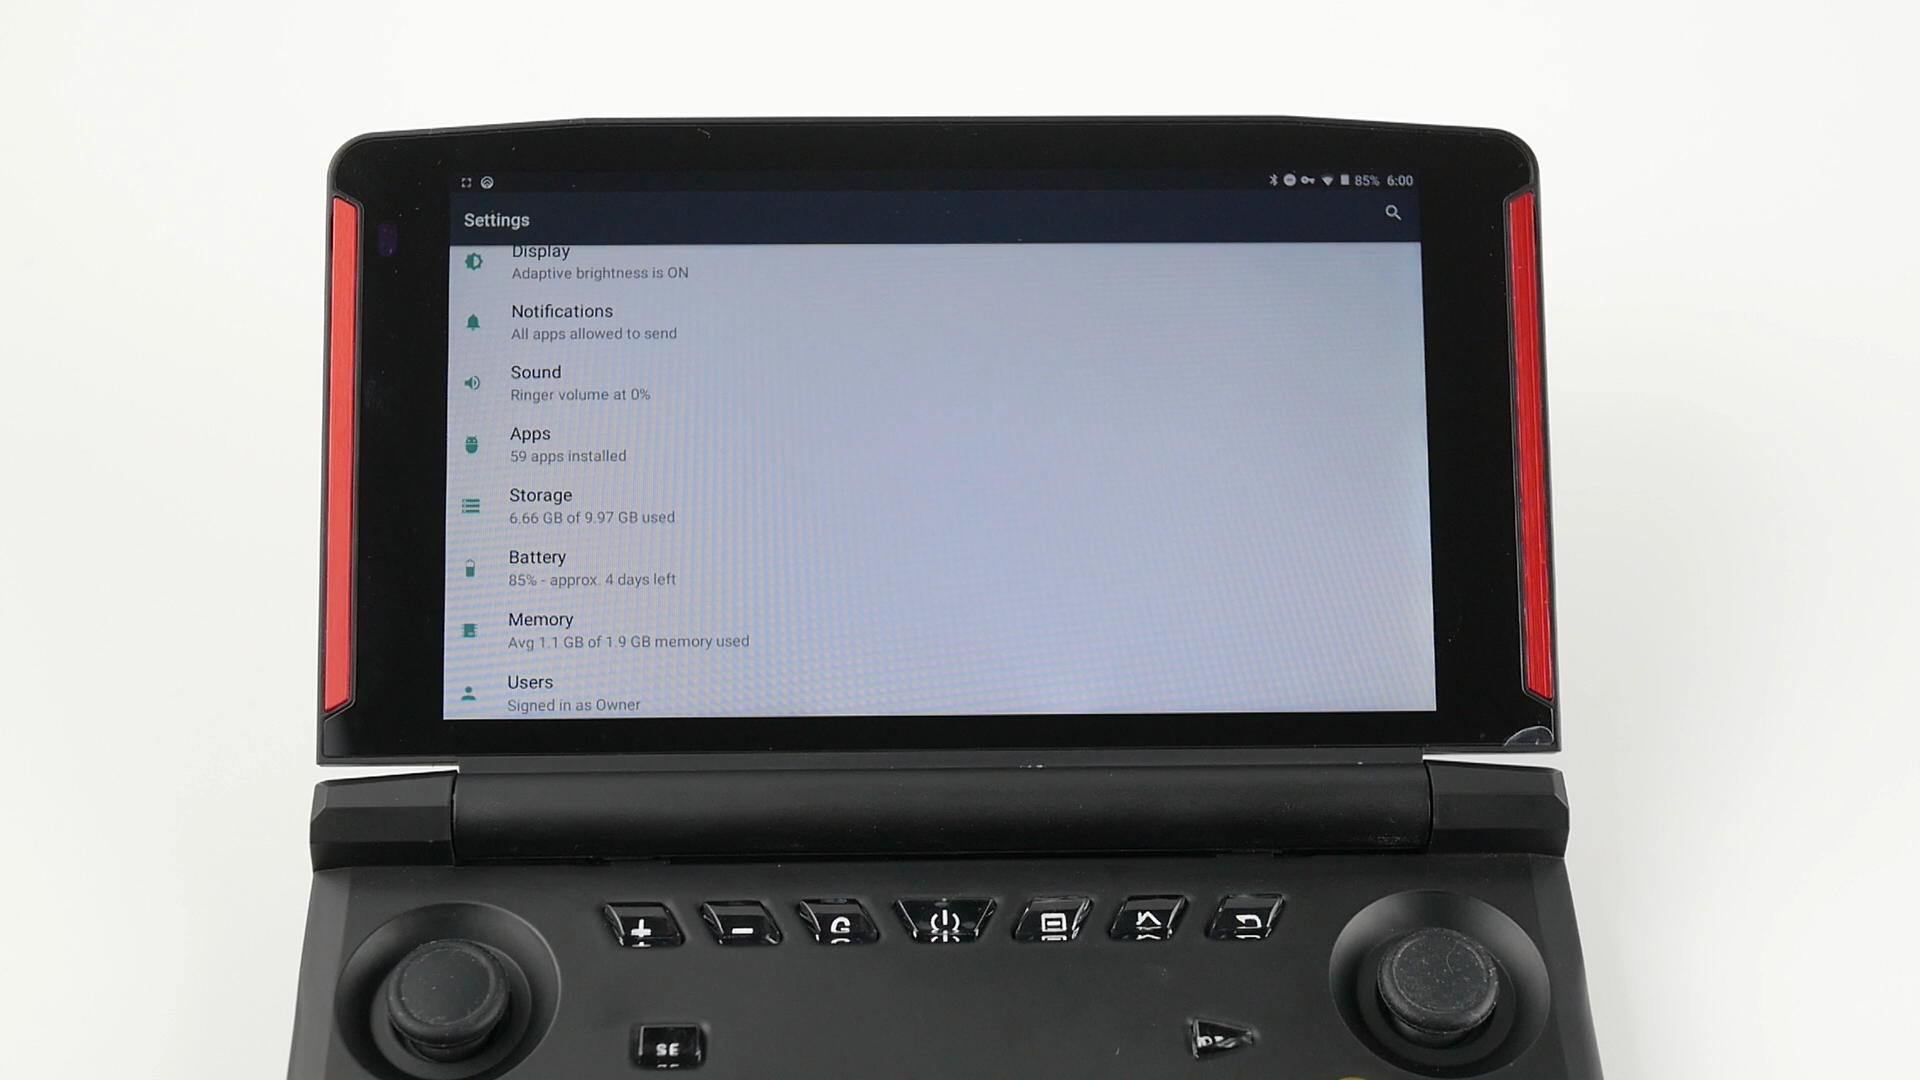 85% 6:00
Settings
Display
Adaptive brightness is ON
Notifications
All apps allowed to send
Sound
Ringer volume at 0%
Apps
59 apps installed
Storage
6.66 GB of 9.97 GB used
Battery
85% - approx. 4 days left
Memory
Avg 1.1 GB of 1.9 GB memory used
Users
Signed in as Owner
+ - G
SE